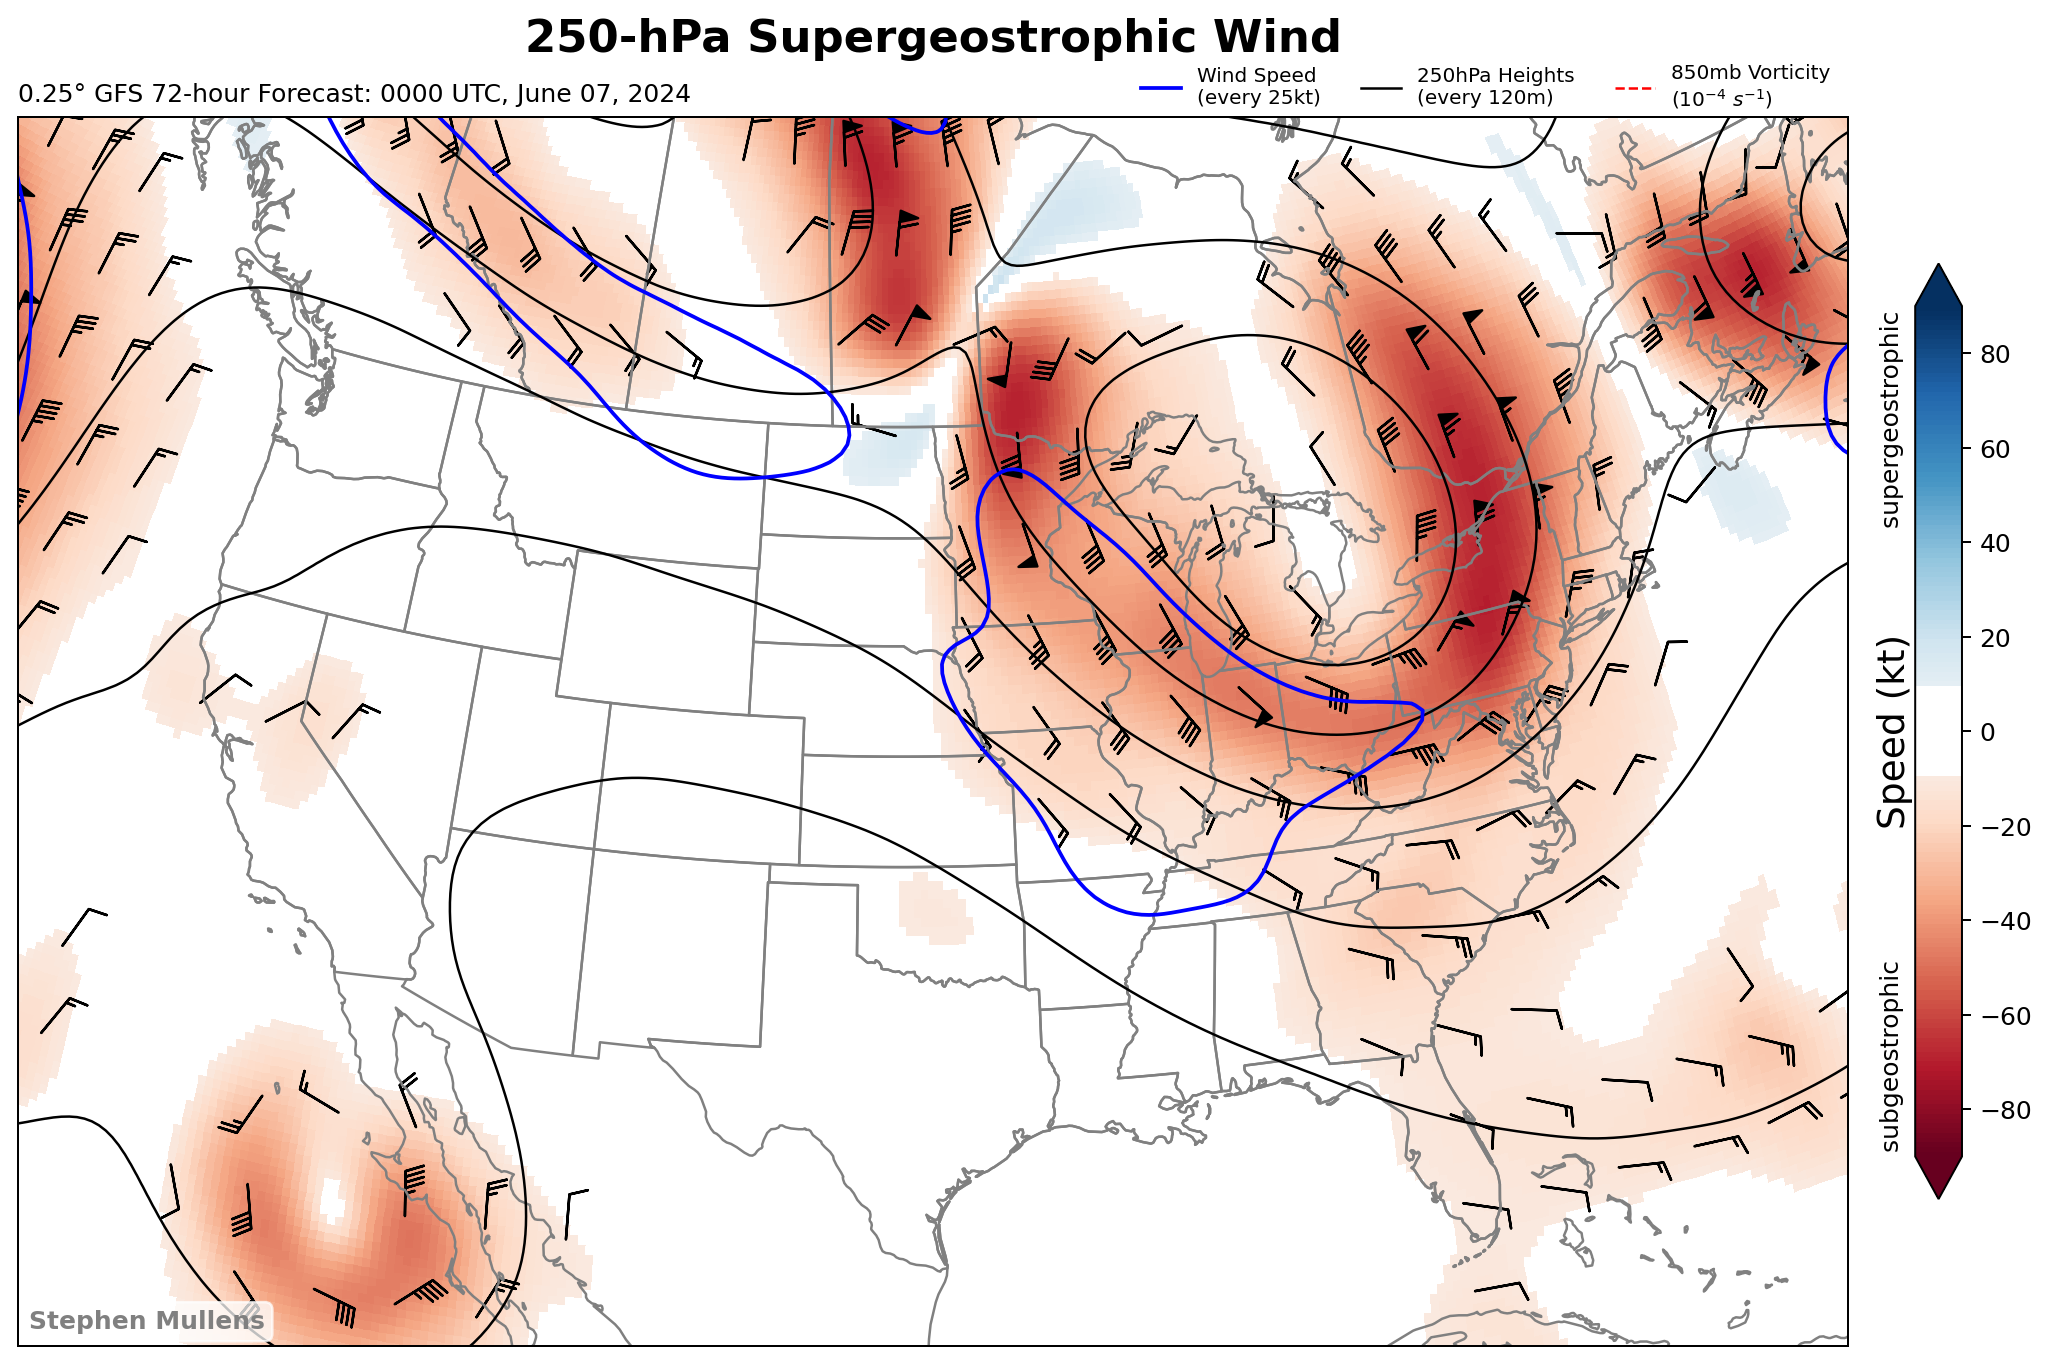 250-hPa Supergeostrophic Wind
0.25° GFS 72-hour Forecast: 0000 UTC, June 07, 2024
Wind Speed
(every 25kt)
250hPa Heights
(every 120m)
850mb Vorticity
(10⁻⁴ s⁻¹)
supergeostrophic
subgeostrophic
Speed (kt)
80
60
40
20
0
−20
−40
−60
−80
Stephen Mullens